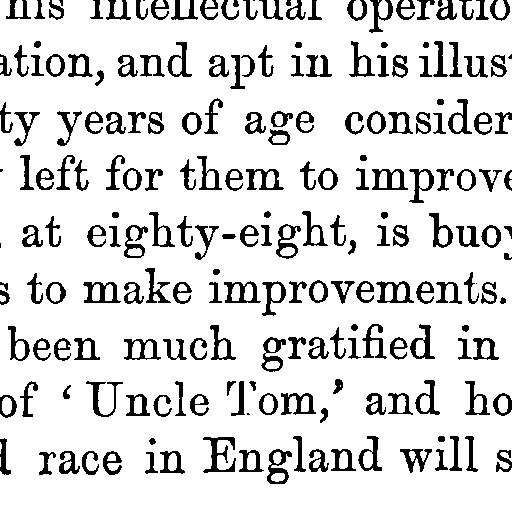 his intellectual operatio
ation, and apt in his illus
ty years of age consider
left for them to improve
at eighty-eight, is buoy
s to make improvements.
been much gratified in
of ‘ Uncle Tom,’ and ho
d race in England will s